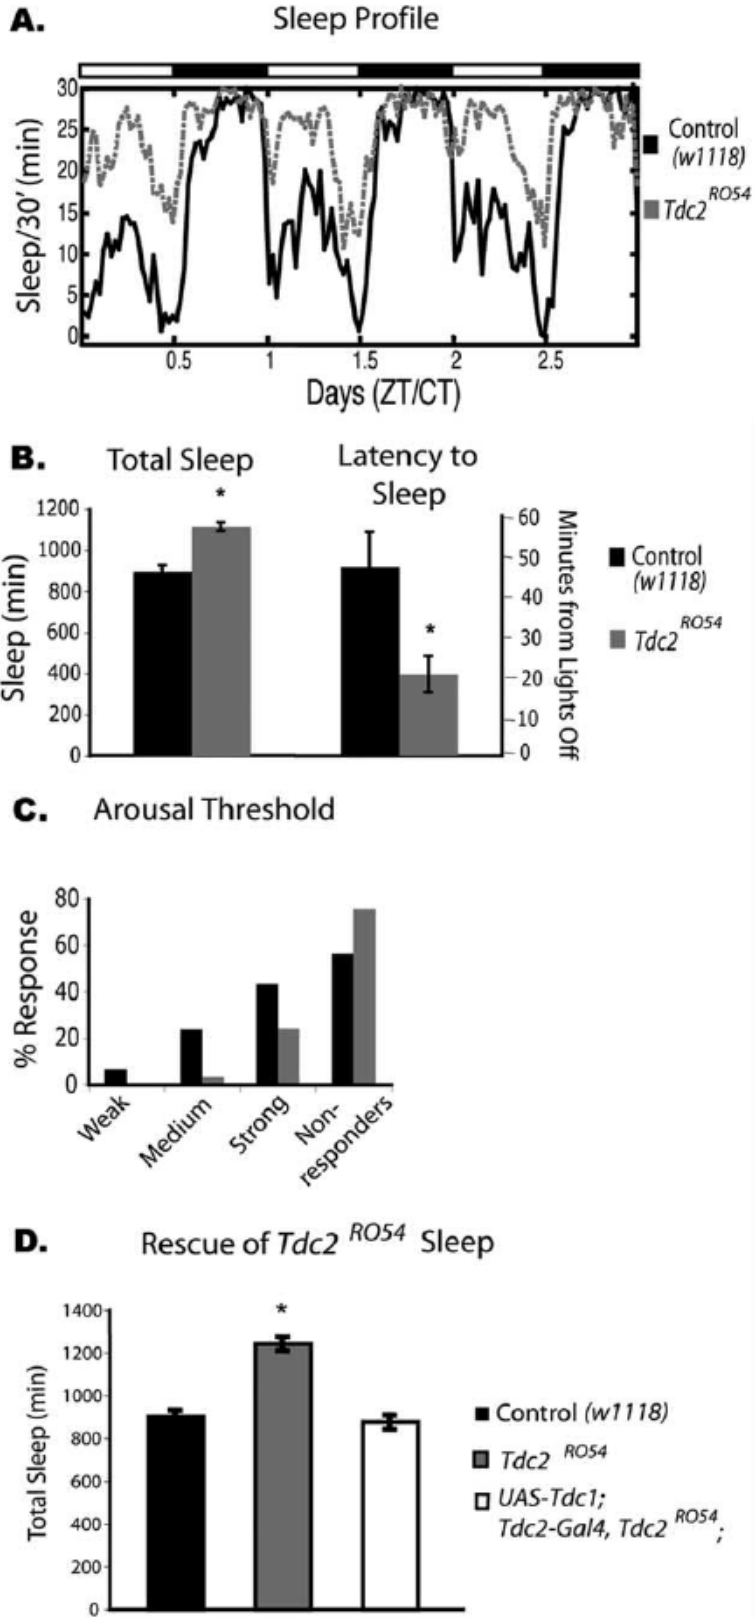 A. Sleep Profile
30
25
20
15
10
5
0
Sleep/30' (min)
0.5 1 1.5 2 2.5
Days (ZT/CT)
Control
(w1118)
Tdc2 RO54
B. Total Sleep
Latency to
Sleep
*
*
1200
1000
800
600
400
200
0
Sleep (min)
60
50
40
30
20
10
0
Minutes from Lights Off
Control
(w1118)
Tdc2 RO54
C. Arousal Threshold
80
60
40
20
0
% Response
Weak
Medium
Strong
Non-
responders
D. Rescue of Tdc2 RO54 Sleep
*
1400
1200
1000
800
600
400
200
0
Total Sleep (min)
Control (w1118)
Tdc2 RO54
UAS-Tdc1;
Tdc2-Gal4, Tdc2 RO54;